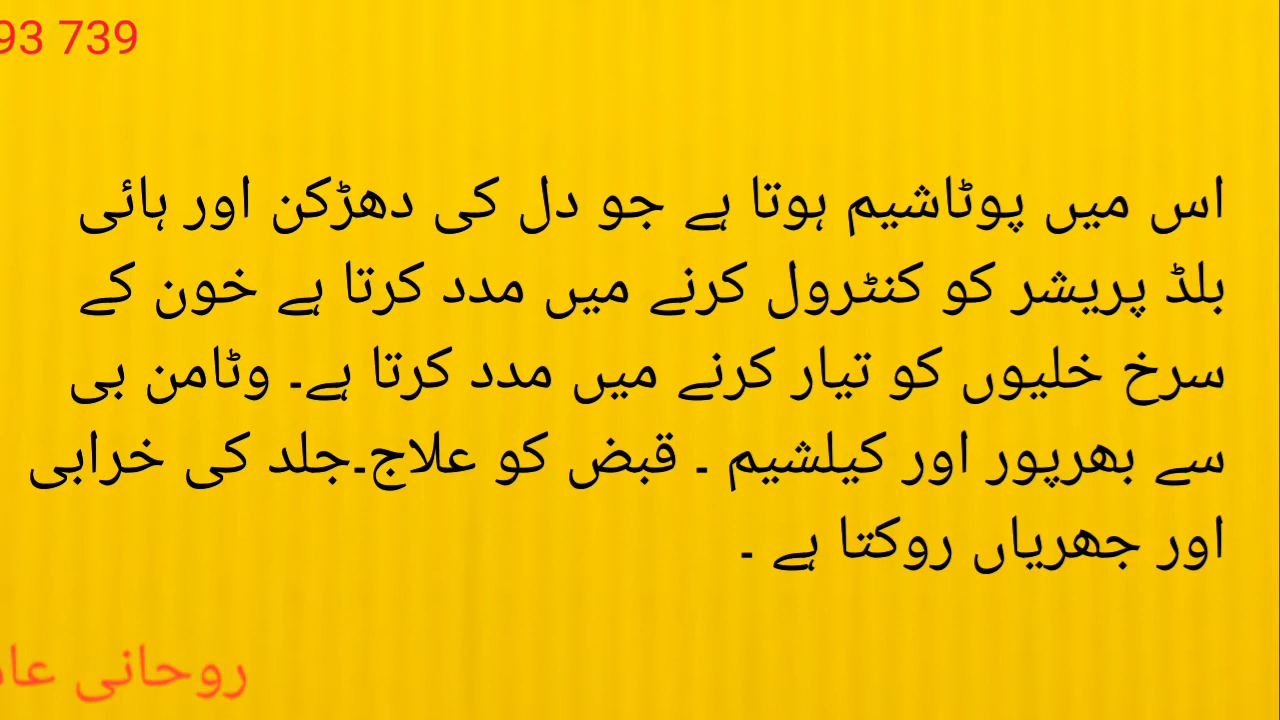 93 739
اس میں پوٹاشیم ہوتا ہے جو دل کی دھڑکن اور ہائی
بلڈ پریشر کو کنٹرول کرنے میں مدد کرتا ہے خون کے
سرخ خلیوں کو تیار کرنے میں مدد کرتا ہے۔ وٹامن بی
سے بھرپور اور کیلشیم ۔ قبض کو علاج۔جلد کی خرابی
اور جھریاں روکتا ہے ۔
روحانی